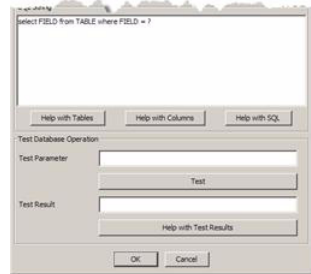 select FIELD from TABLE where FIELD = ?
Help with Tables
Help with Columns
Help with SQL
Test Database Operation
Test Parameter
Test
Test Result
Help with Test Results
OK
Cancel